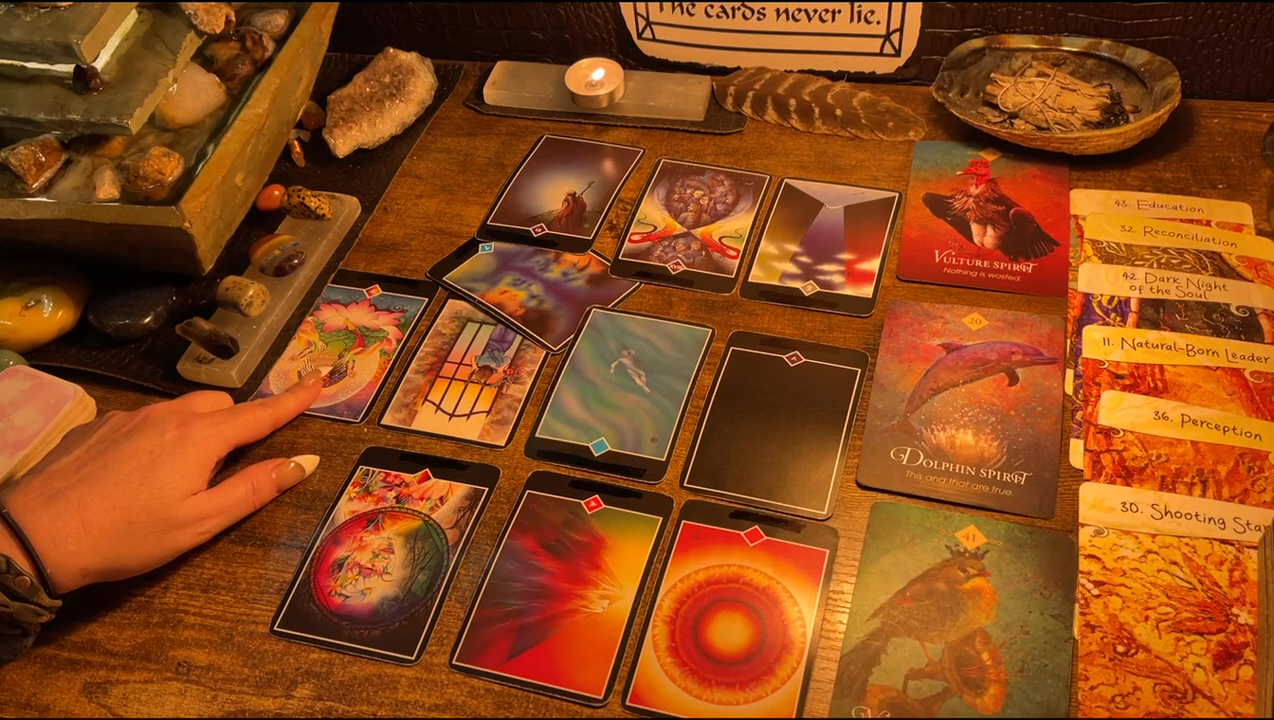 The cards never lie.
VULTURE SPIRIT
Nothing is wasted.
20
DOLPHIN SPIRIT
This and that are true.
41
43. Education
32. Reconciliation
42. Dark Night
of the Soul
11. Natural-Born Leader
36. Perception
30. Shooting Star